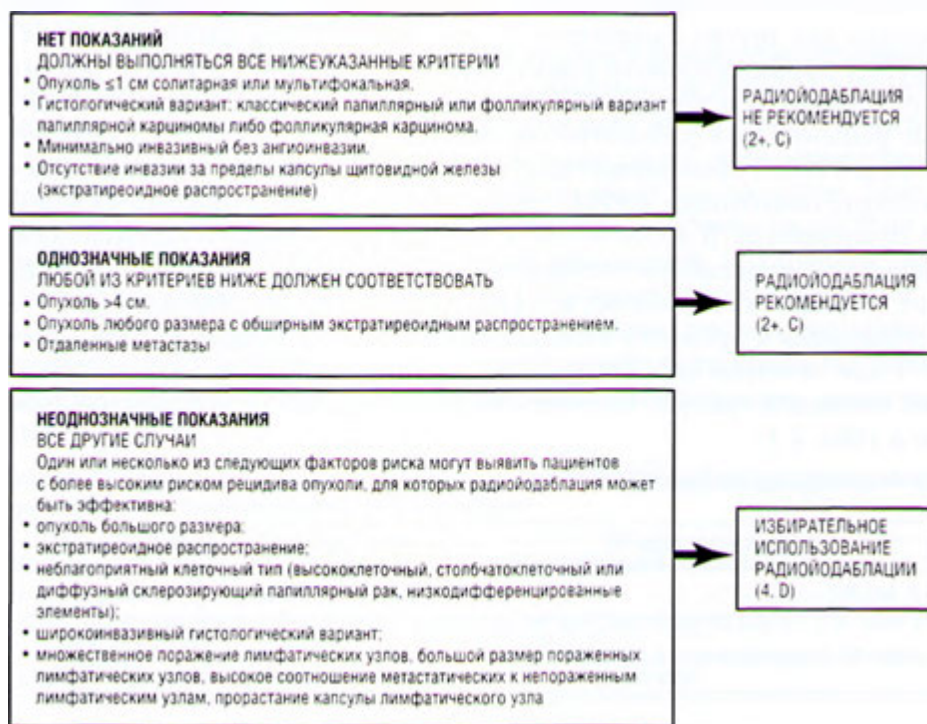 НЕТ ПОКАЗАНИЙ
ДОЛЖНЫ ВЫПОЛНЯТЬСЯ ВСЕ НИЖЕУКАЗАННЫЕ КРИТЕРИИ
• Опухоль ≤1 см солитарная или мультифокальная.
• Гистологический вариант: классический папиллярный или фолликулярный вариант
папиллярной карциномы либо фолликулярная карцинома.
• Минимально инвазивный без ангиоинвазии.
• Отсутствие инвазии за пределы капсулы щитовидной железы
(экстратиреоидное распространение)
РАДИОЙОДАБЛАЦИЯ
НЕ РЕКОМЕНДУЕТСЯ
(2+, C)
ОДНОЗНАЧНЫЕ ПОКАЗАНИЯ
ЛЮБОЙ ИЗ КРИТЕРИЕВ НИЖЕ ДОЛЖЕН СООТВЕТСТВОВАТЬ
• Опухоль >4 см.
• Опухоль любого размера с обширным экстратиреоидным распространением.
• Отдаленные метастазы
РАДИОЙОДАБЛАЦИЯ
РЕКОМЕНДУЕТСЯ
(2+, C)
НЕОДНОЗНАЧНЫЕ ПОКАЗАНИЯ
ВСЕ ДРУГИЕ СЛУЧАИ
Один или несколько из следующих факторов риска могут выявить пациентов
с более высоким риском рецидива опухоли, для которых радиойодаблация может
быть эффективна:
• опухоль большого размера;
• экстратиреоидное распространение;
• неблагоприятный клеточный тип (высококлеточный, столбчатоклеточный или
диффузный склерозирующий папиллярный рак, низкодифференцированные
элементы);
• широкоинвазивный гистологический вариант;
• множественное поражение лимфатических узлов, большой размер пораженных
лимфатических узлов, высокое соотношение метастатических к непораженным
лимфатическим узлам, прорастание капсулы лимфатического узла
ИЗБИРАТЕЛЬНОЕ
ИСПОЛЬЗОВАНИЕ
РАДИОЙОДАБЛАЦИИ
(4, D)